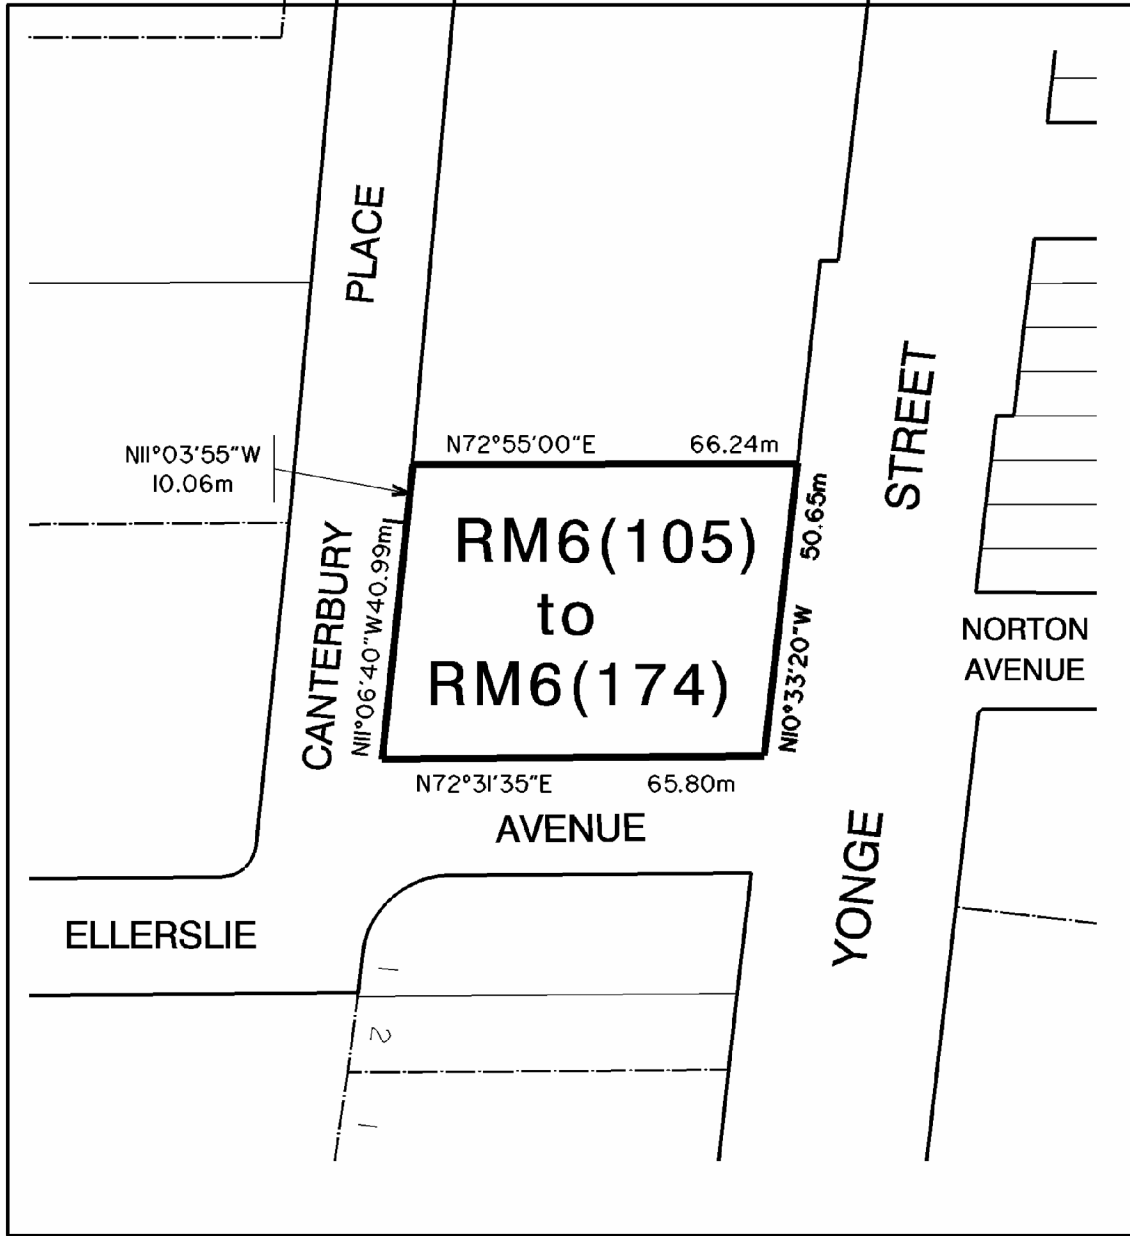 PLACE
STREET
N11°03'55"W
10.06m
N72°55'00"E 66.24m
50.65m
N10°33'20"W
RM6(105)
to
RM6(174)
CANTERBURY
N11°06'40"W40.99m
NORTON
AVENUE
N72°31'35"E 65.80m
AVENUE
YONGE
ELLERSLIE
1
2
1